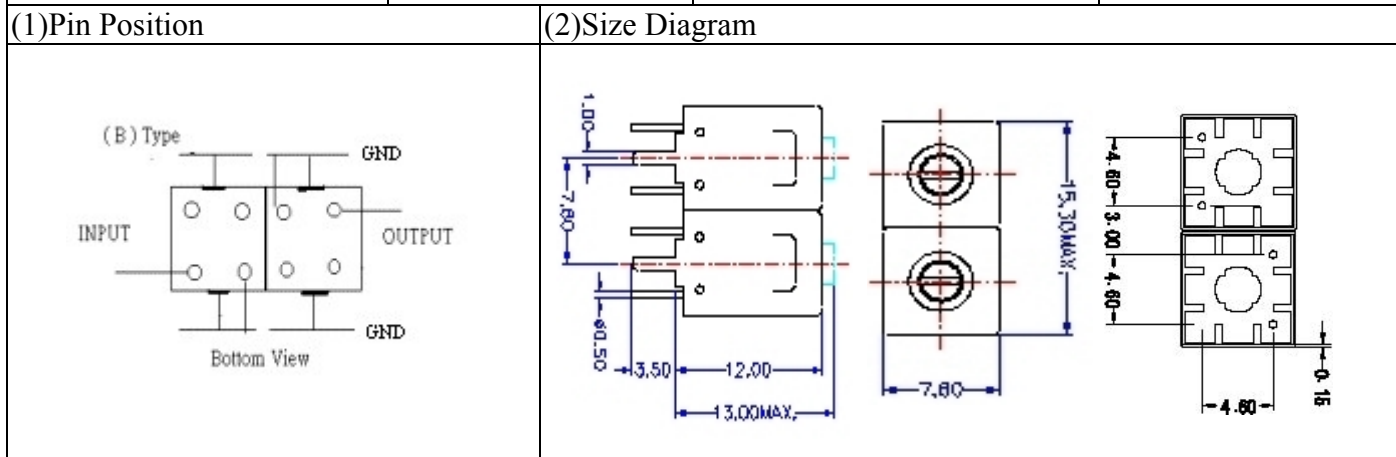 (1)Pin Position
(2)Size Diagram
(B) Type
GND
INPUT
OUTPUT
GND
Bottom View
1.00
7.60
ø0.50
3.50
12.00
13.00MAX.
15.30MAX.
7.60
4.60
3.00
4.60
0.15
4.60